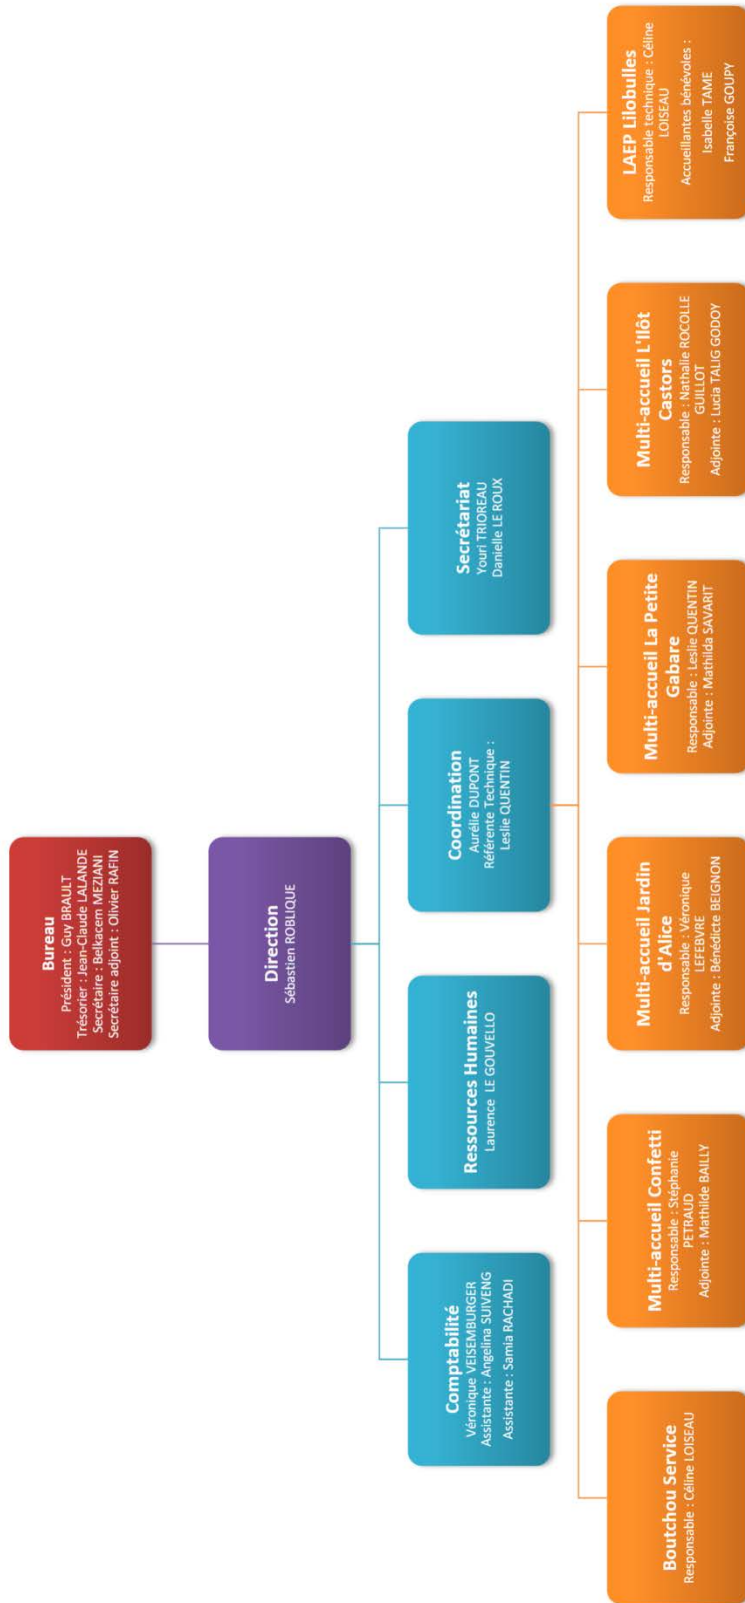 Bureau
Président : Guy BRAULT
Trésorier : Jean-Claude LALANDE
Secrétaire : Belkacem MEZIANI
Secrétaire adjoint : Olivier RAFIN
Direction
Sébastien ROBLIQUE
Comptabilité
Véronique VEISEMBURGER
Assistante : Angelina SUIVENG
Assistante : Samia RACHADI
Ressources Humaines
Laurence LE GOUVELLO
Coordination
Aurélie DUPONT
Référente Technique :
Leslie QUENTIN
Secrétariat
Youri TRIOREAU
Danielle LE ROUX
Boutchou Service
Responsable : Céline LOISEAU
Multi-accueil Confetti
Responsable : Stéphanie
PETRAUD
Adjointe : Mathilde BAILLY
Multi-accueil Jardin
d'Alice
Responsable : Véronique
LEFEBVRE
Adjointe : Bénédicte BEIGNON
Multi-accueil La Petite
Gabare
Responsable : Leslie QUENTIN
Adjointe : Mathilda SAVARIT
Multi-accueil L'Ilôt
Castors
Responsable : Nathalie ROCOLLE
GUILLOT
Adjointe : Lucia TALIG GODOY
LAEP Lilobulles
Responsable technique : Céline
LOISEAU
Accueillantes bénévoles :
Isabelle TAME
Françoise GOUPY